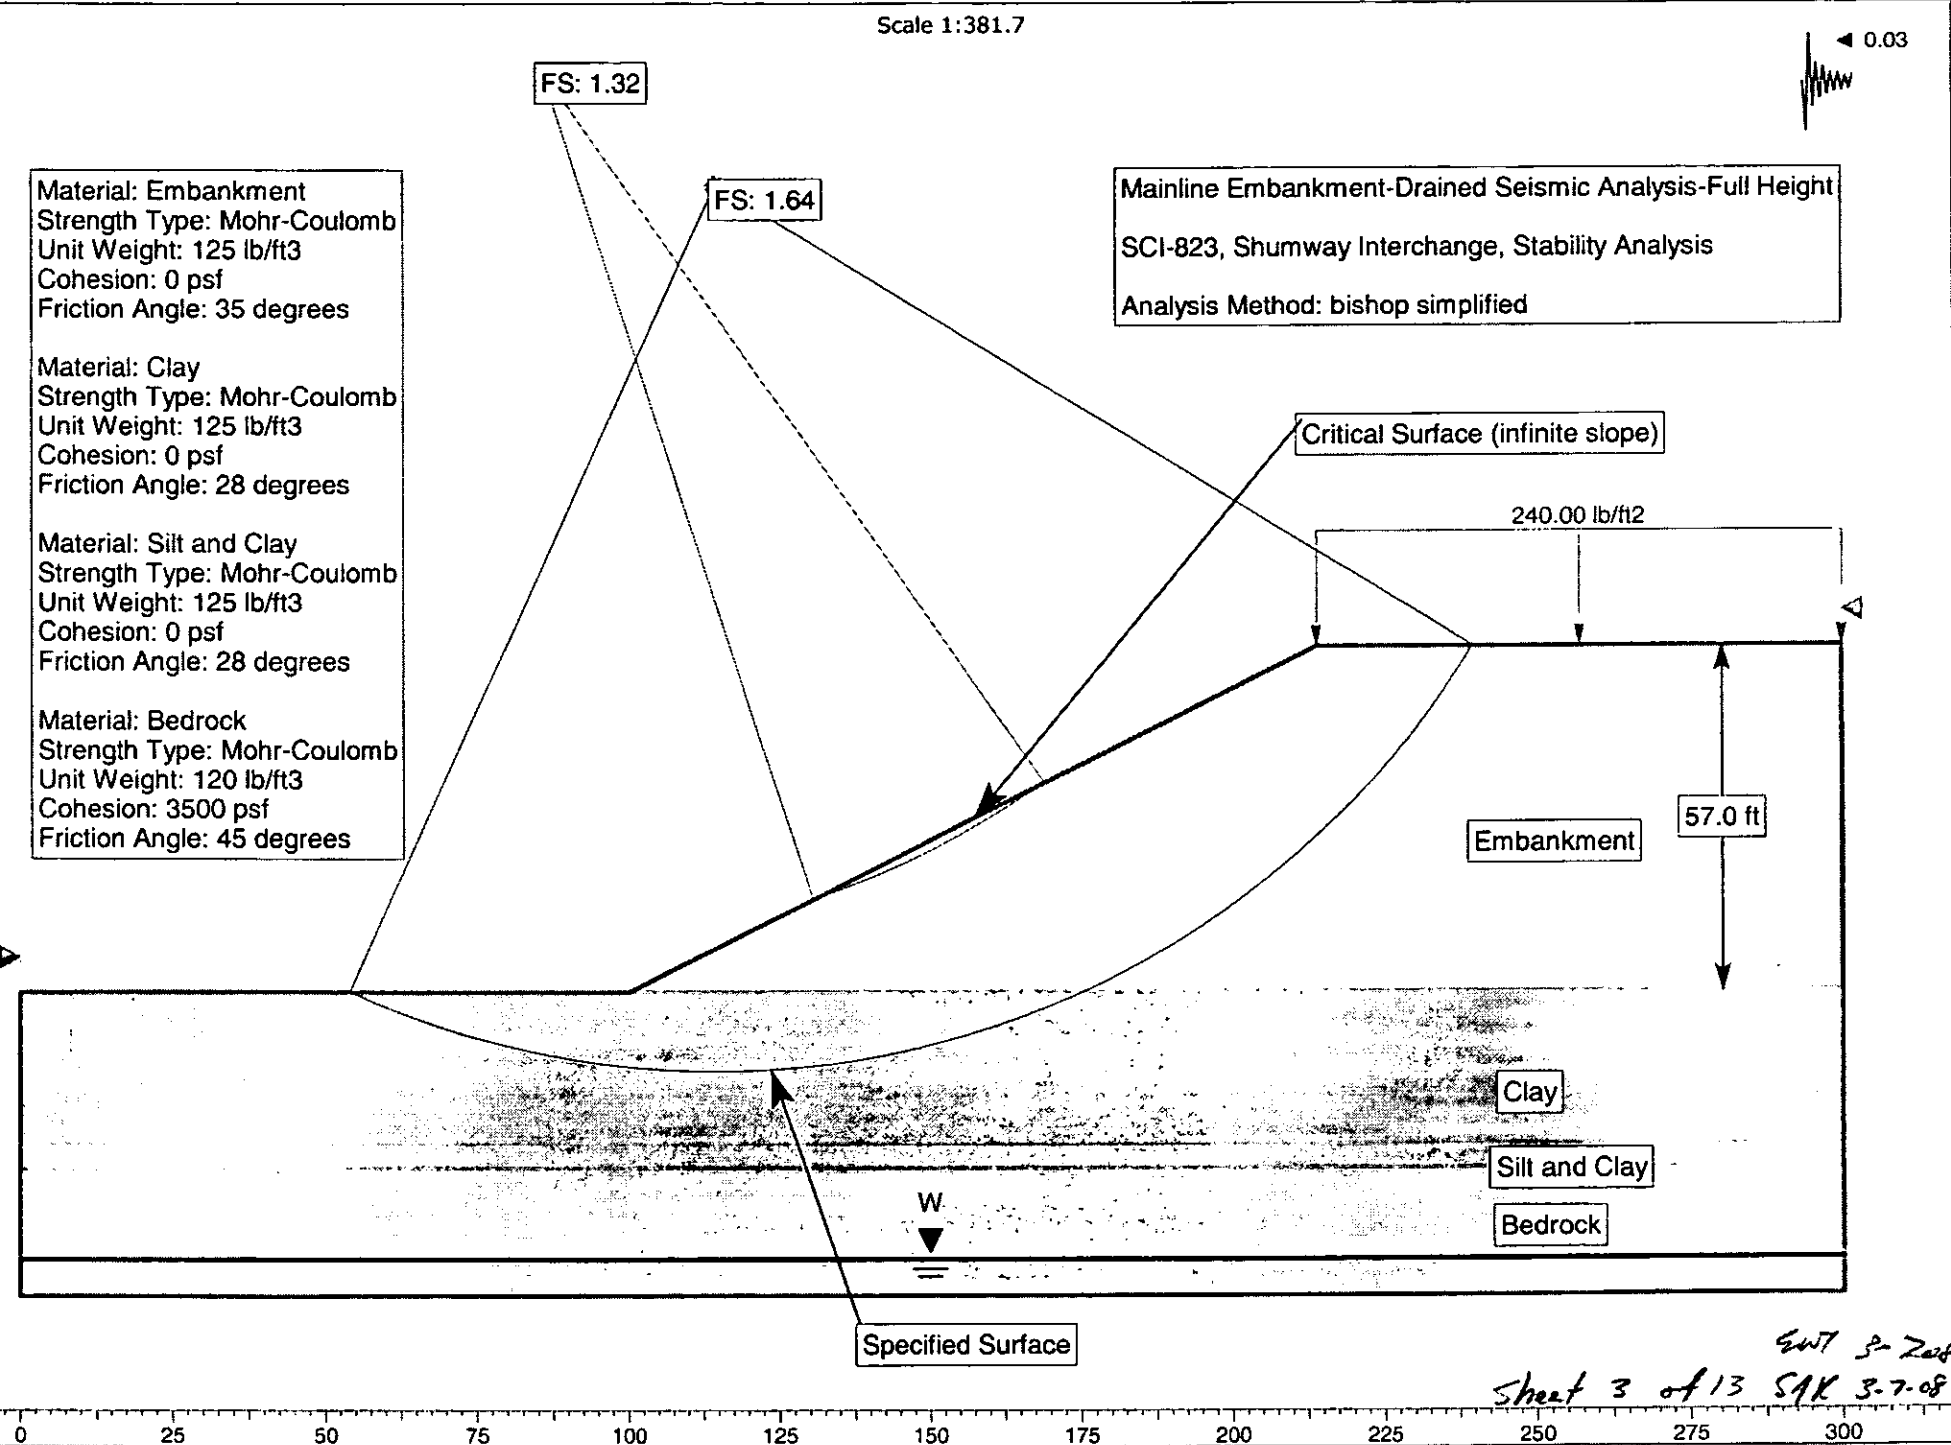 Scale 1:381.7
0.03
FS: 1.32
FS: 1.64
Material: Embankment
Strength Type: Mohr-Coulomb
Unit Weight: 125 lb/ft3
Cohesion: 0 psf
Friction Angle: 35 degrees
Material: Clay
Strength Type: Mohr-Coulomb
Unit Weight: 125 lb/ft3
Cohesion: 0 psf
Friction Angle: 28 degrees
Material: Silt and Clay
Strength Type: Mohr-Coulomb
Unit Weight: 125 lb/ft3
Cohesion: 0 psf
Friction Angle: 28 degrees
Material: Bedrock
Strength Type: Mohr-Coulomb
Unit Weight: 120 lb/ft3
Cohesion: 3500 psf
Friction Angle: 45 degrees
Mainline Embankment-Drained Seismic Analysis-Full Height
SCI-823, Shumway Interchange, Stability Analysis
Analysis Method: bishop simplified
Critical Surface (infinite slope)
240.00 lb/ft2
57.0 ft
Embankment
Clay
Silt and Clay
W
Bedrock
Specified Surface
Sheet 3 of 13 SAK 3-7-08
0 25 50 75 100 125 150 175 200 225 250 275 300